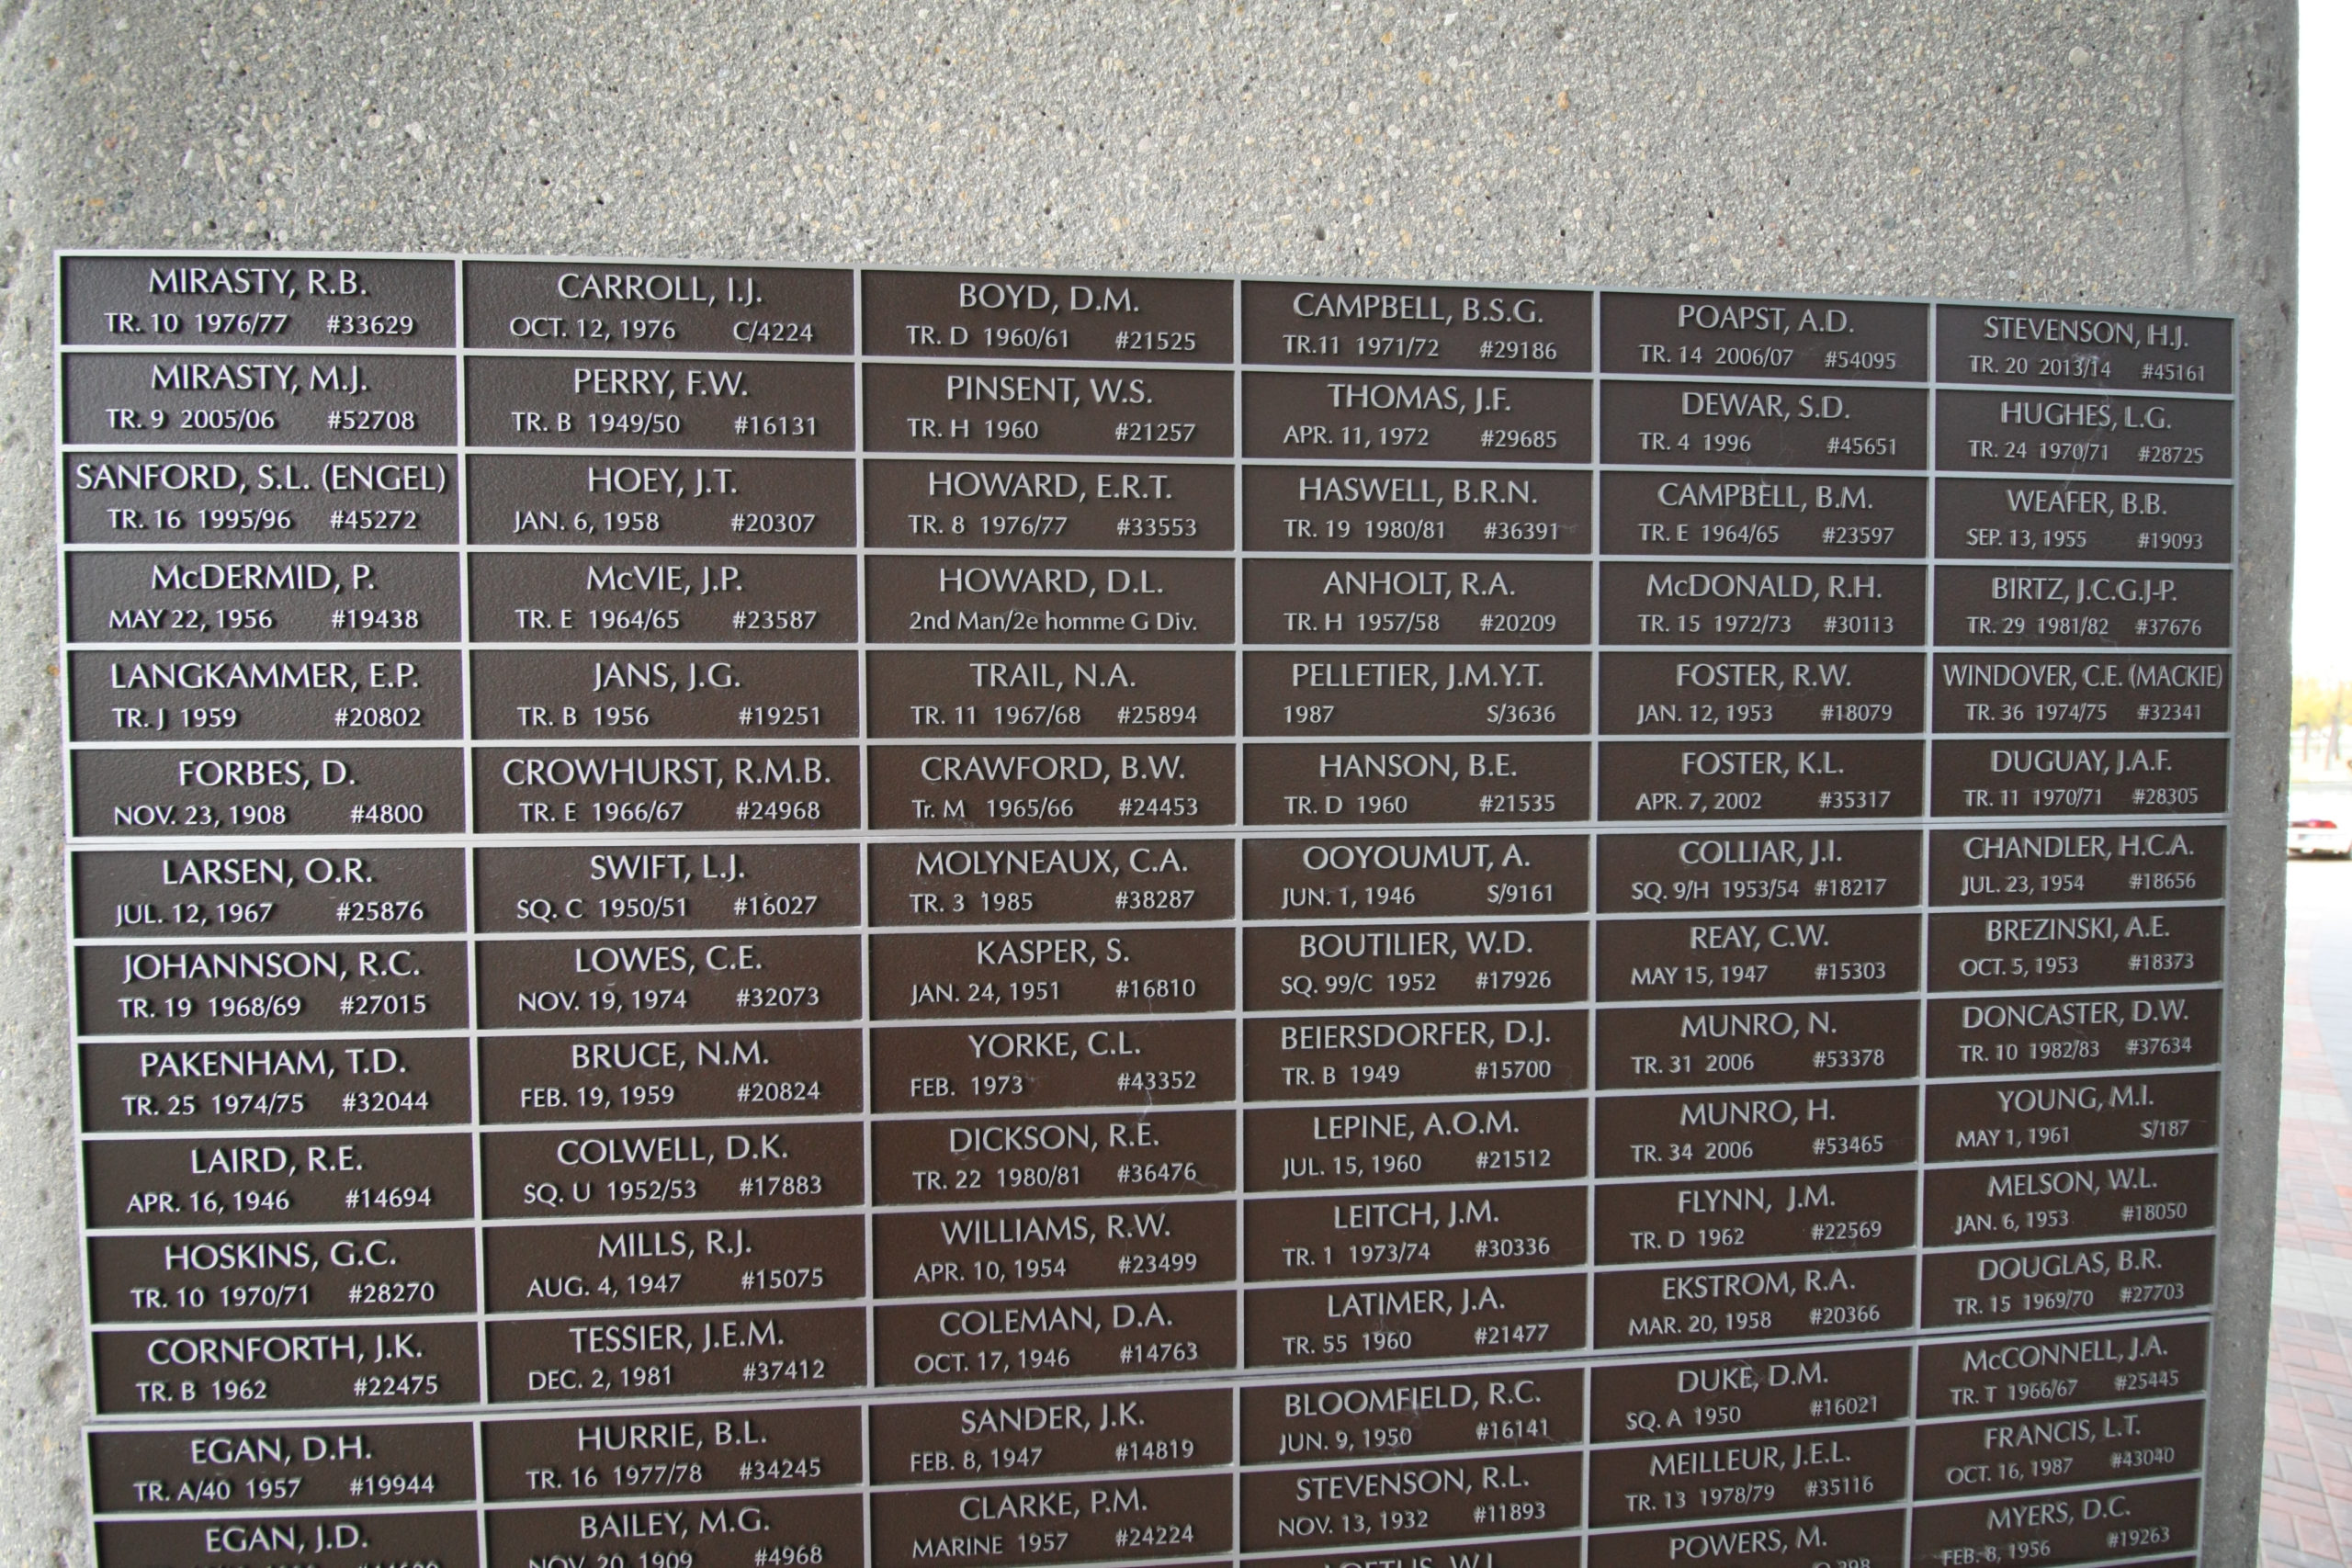 MIRASTY, R.B.
TR. 10 1976/77 #33629
MIRASTY, M.J.
TR. 9 2005/06 #52708
SANFORD, S.L. (ENGEL)
TR. 16 1995/96 #45272
McDERMID, P.
MAY 22, 1956 #19438
LANGKAMMER, E.P.
TR. J 1959 #20802
FORBES, D.
NOV. 23, 1908 #4800
LARSEN, O.R.
JUL. 12, 1967 #25876
JOHANNSON, R.C.
TR. 19 1968/69 #27015
PAKENHAM, T.D.
TR. 25 1974/75 #32044
LAIRD, R.E.
APR. 16, 1946 #14694
HOSKINS, G.C.
TR. 10 1970/71 #28270
CORNFORTH, J.K.
TR. B 1962 #22475
EGAN, D.H.
TR. A/40 1957 #19944
EGAN, J.D.
CARROLL, I.J.
OCT. 12, 1976 C/4224
PERRY, F.W.
TR. B 1949/50 #16131
HOEY, J.T.
JAN. 6, 1958 #20307
McVIE, J.P.
TR. E 1964/65 #23587
JANS, J.G.
TR. B 1956 #19251
CROWHURST, R.M.B.
TR. E 1966/67 #24968
SWIFT, L.J.
SQ. C 1950/51 #16027
LOWES, C.E.
NOV. 19, 1974 #32073
BRUCE, N.M.
FEB. 19, 1959 #20824
COLWELL, D.K.
SQ. U 1952/53 #17883
MILLS, R.J.
AUG. 4, 1947 #15075
TESSIER, J.E.M.
DEC. 2, 1981 #37412
HURRIE, B.L.
TR. 16 1977/78 #34245
BAILEY, M.G.
NOV. 20, 1909 #4968
BOYD, D.M.
TR. D 1960/61 #21525
PINSENT, W.S.
TR. H 1960 #21257
HOWARD, E.R.T.
TR. 8 1976/77 #33553
HOWARD, D.L.
2nd Man/2e homme G Div.
TRAIL, N.A.
TR. 11 1967/68 #25894
CRAWFORD, B.W.
Tr. M 1965/66 #24453
MOLYNEAUX, C.A.
TR. 3 1985 #38287
KASPER, S.
JAN. 24, 1951 #16810
YORKE, C.L.
FEB. 1973 #43352
DICKSON, R.E.
TR. 22 1980/81 #36476
WILLIAMS, R.W.
APR. 10, 1954 #23499
COLEMAN, D.A.
OCT. 17, 1946 #14763
SANDER, J.K.
FEB. 8, 1947 #14819
CLARKE, P.M.
MARINE 1957 #24224
CAMPBELL, B.S.G.
TR.11 1971/72 #29186
THOMAS, J.F.
APR. 11, 1972 #29685
HASWELL, B.R.N.
TR. 19 1980/81 #36391
ANHOLT, R.A.
TR. H 1957/58 #20209
PELLETIER, J.M.Y.T.
1987 S/3636
HANSON, B.E.
TR. D 1960 #21535
OOYOUMUT, A.
JUN. 1, 1946 S/9161
BOUTILIER, W.D.
SQ. 99/C 1952 #17926
BEIERSDORFER, D.J.
TR. B 1949 #15700
LEPINE, A.O.M.
JUL. 15, 1960 #21512
LEITCH, J.M.
TR. 1 1973/74 #30336
LATIMER, J.A.
TR. 55 1960 #21477
BLOOMFIELD, R.C.
JUN. 9, 1950 #16141
STEVENSON, R.L.
NOV. 13, 1932 #11893
POAPST, A.D.
TR. 14 2006/07 #54095
DEWAR, S.D.
TR. 4 1996 #45651
CAMPBELL, B.M.
TR. E 1964/65 #23597
McDONALD, R.H.
TR. 15 1972/73 #30113
FOSTER, R.W.
JAN. 12, 1953 #18079
FOSTER, K.L.
APR. 7, 2002 #35317
COLLIAR, J.I.
SQ. 9/H 1953/54 #18217
REAY, C.W.
MAY 15, 1947 #15303
MUNRO, N.
TR. 31 2006 #53378
MUNRO, H.
TR. 34 2006 #53465
FLYNN, J.M.
TR. D 1962 #22569
EKSTROM, R.A.
MAR. 20, 1958 #20366
DUKE, D.M.
SQ. A 1950 #16021
MEILLEUR, J.E.L.
TR. 13 1978/79 #35116
POWERS, M.
STEVENSON, H.J.
TR. 20 2013/14 #45161
HUGHES, L.G.
TR. 24 1970/71 #28725
WEAFER, B.B.
SEP. 13, 1955 #19093
BIRTZ, J.C.G.J-P.
TR. 29 1981/82 #37676
WINDOVER, C.E. (MACKIE)
TR. 36 1974/75 #32341
DUGUAY, J.A.F.
TR. 11 1970/71 #28305
CHANDLER, H.C.A.
JUL. 23, 1954 #18656
BREZINSKI, A.E.
OCT. 5, 1953 #18373
DONCASTER, D.W.
TR. 10 1982/83 #37634
YOUNG, M.I.
MAY 1, 1961 S/187
MELSON, W.L.
JAN. 6, 1953 #18050
DOUGLAS, B.R.
TR. 15 1969/70 #27703
McCONNELL, J.A.
TR. T 1966/67 #25445
FRANCIS, L.T.
OCT. 16, 1987 #43040
MYERS, D.C.
FEB. 8, 1956 #19263